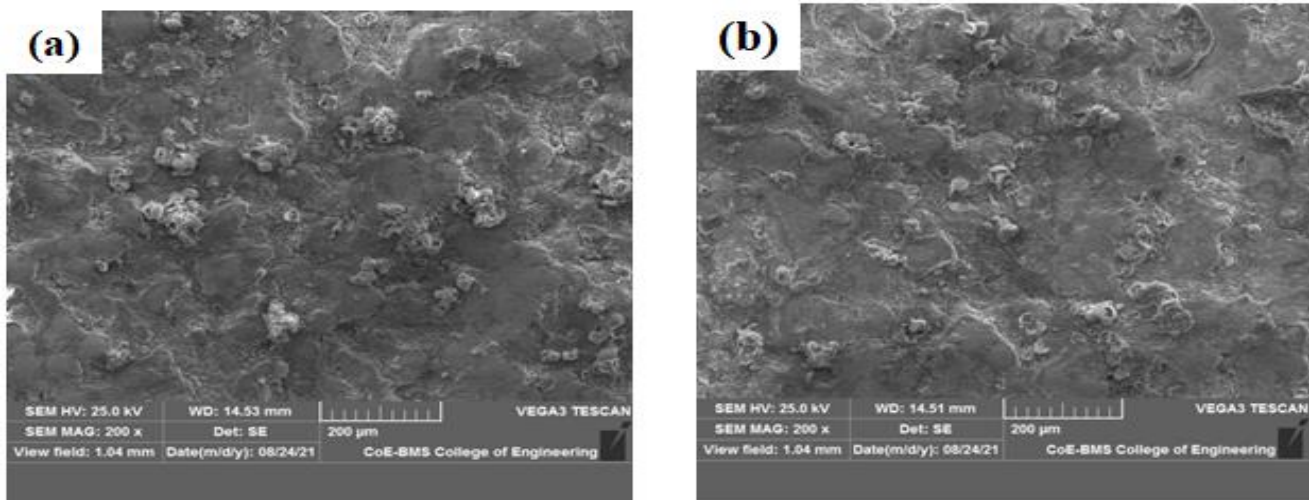 (a)
SEM HV: 25.0 kV WD: 14.53 mm VEGA3 TESCAN
SEM MAG: 200 x Det: SE 200 µm
View field: 1.04 mm Date(m/d/y): 08/24/21 CoE-BMS College of Engineering
(b)
SEM HV: 25.0 kV WD: 14.51 mm VEGA3 TESCAN
SEM MAG: 200 x Det: SE 200 µm
View field: 1.04 mm Date(m/d/y): 08/24/21 CoE-BMS College of Engineering